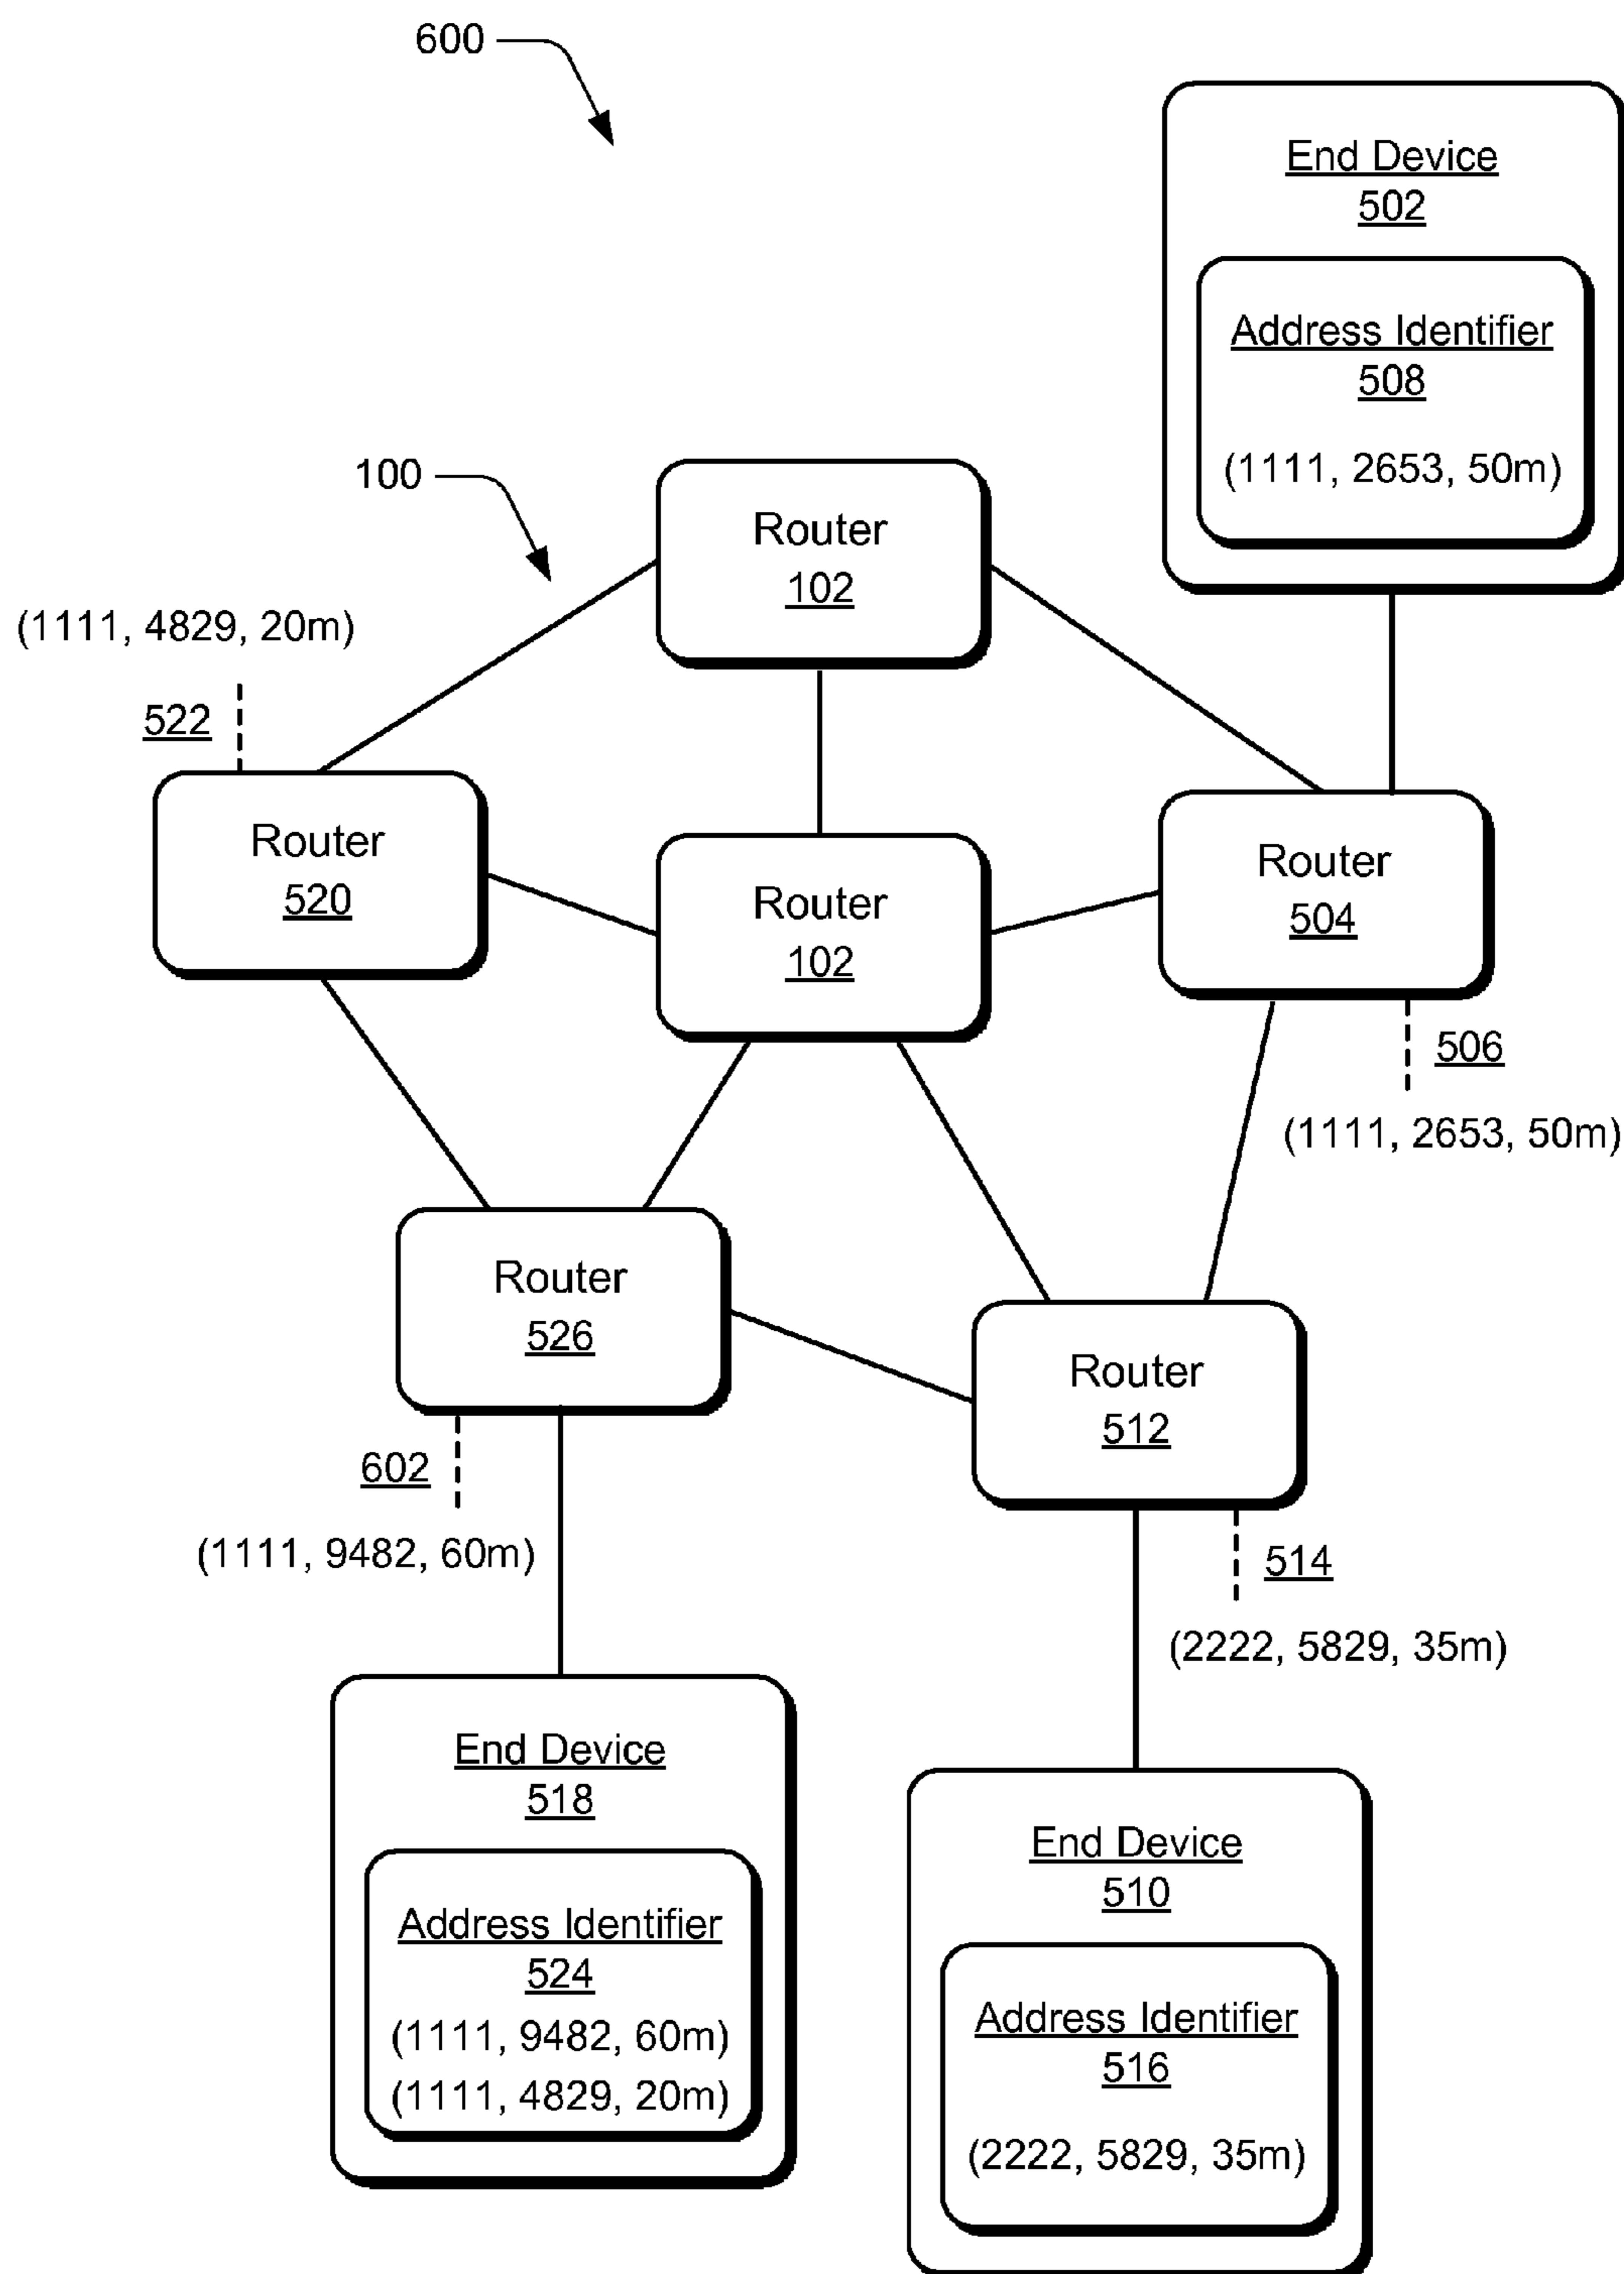 600
End Device
502
Address Identifier
508
(1111, 2653, 50m)
100
Router
102
(1111, 4829, 20m)
522
Router
520
Router
102
Router
504
506
(1111, 2653, 50m)
Router
526
Router
512
602
(1111, 9482, 60m)
514
(2222, 5829, 35m)
End Device
518
Address Identifier
524
(1111, 9482, 60m)
(1111, 4829, 20m)
End Device
510
Address Identifier
516
(2222, 5829, 35m)